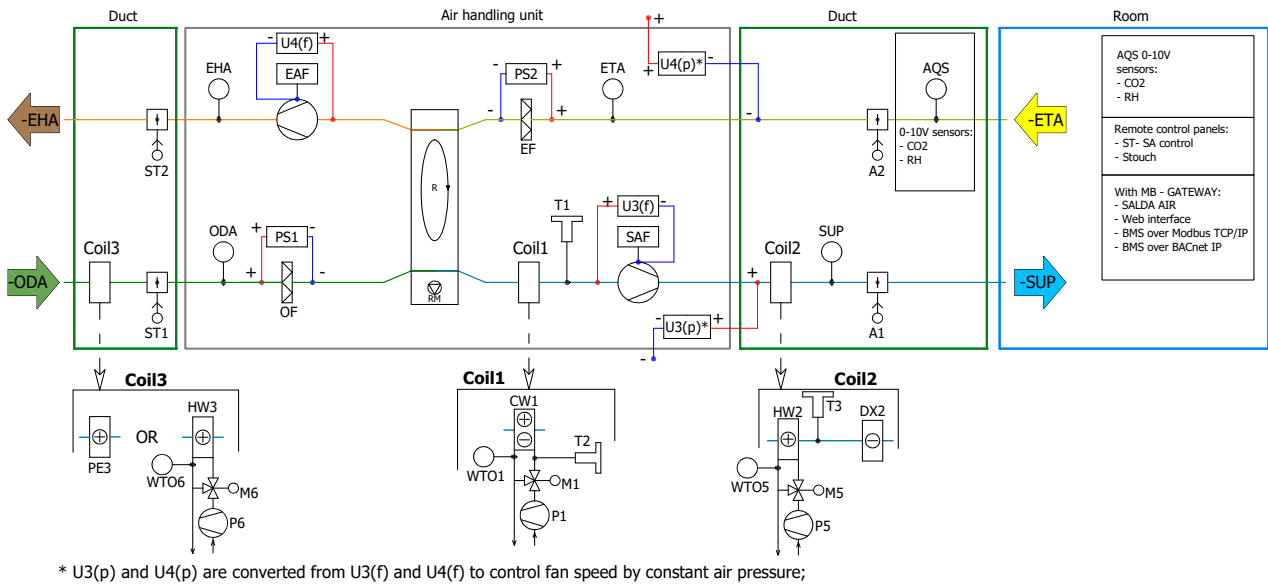 Duct
Air handling unit
Duct
Room
- U4(f) +
EHA
EAF
- PS2 +
- +
ETA
+
+ U4(p)* -
-
AQS
0-10V sensors:
- CO2
- RH
AQS 0-10V
sensors:
- CO2
- RH
Remote control panels:
- ST- SA control
- Stouch
With MB - GATEWAY:
- SALDA AIR
- Web interface
- BMS over Modbus TCP/IP
- BMS over BACnet IP
-EHA
-ETA
ST2
EF
A2
R
T1
+ U3(f) -
SAF
ODA
+ PS1 -
+ -
Coil3
Coil1
Coil2
SUP
+
-ODA
-SUP
ST1
OF
RM
U3(p)* +
-
A1
Coil3
Coil1
Coil2
HW3
OR
PE3
WTO6
M6
P6
CW1
T2
WTO1
M1
P1
HW2
T3
DX2
WTO5
M5
P5
* U3(p) and U4(p) are converted from U3(f) and U4(f) to control fan speed by constant air pressure;